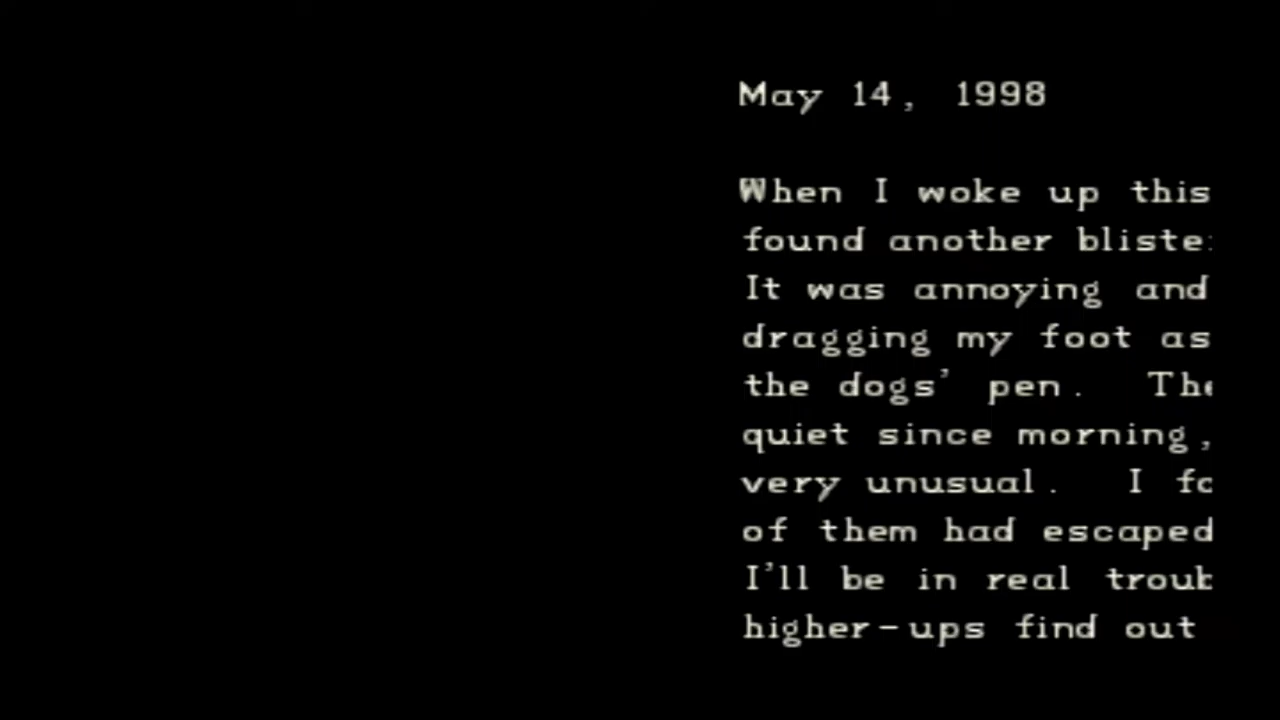 May 14, 1998
When I woke up this
found another bliste
It was annoying and
dragging my foot as
the dogs' pen. The
quiet since morning,
very unusual. I fo
of them had escaped
I'll be in real troub
higher-ups find out